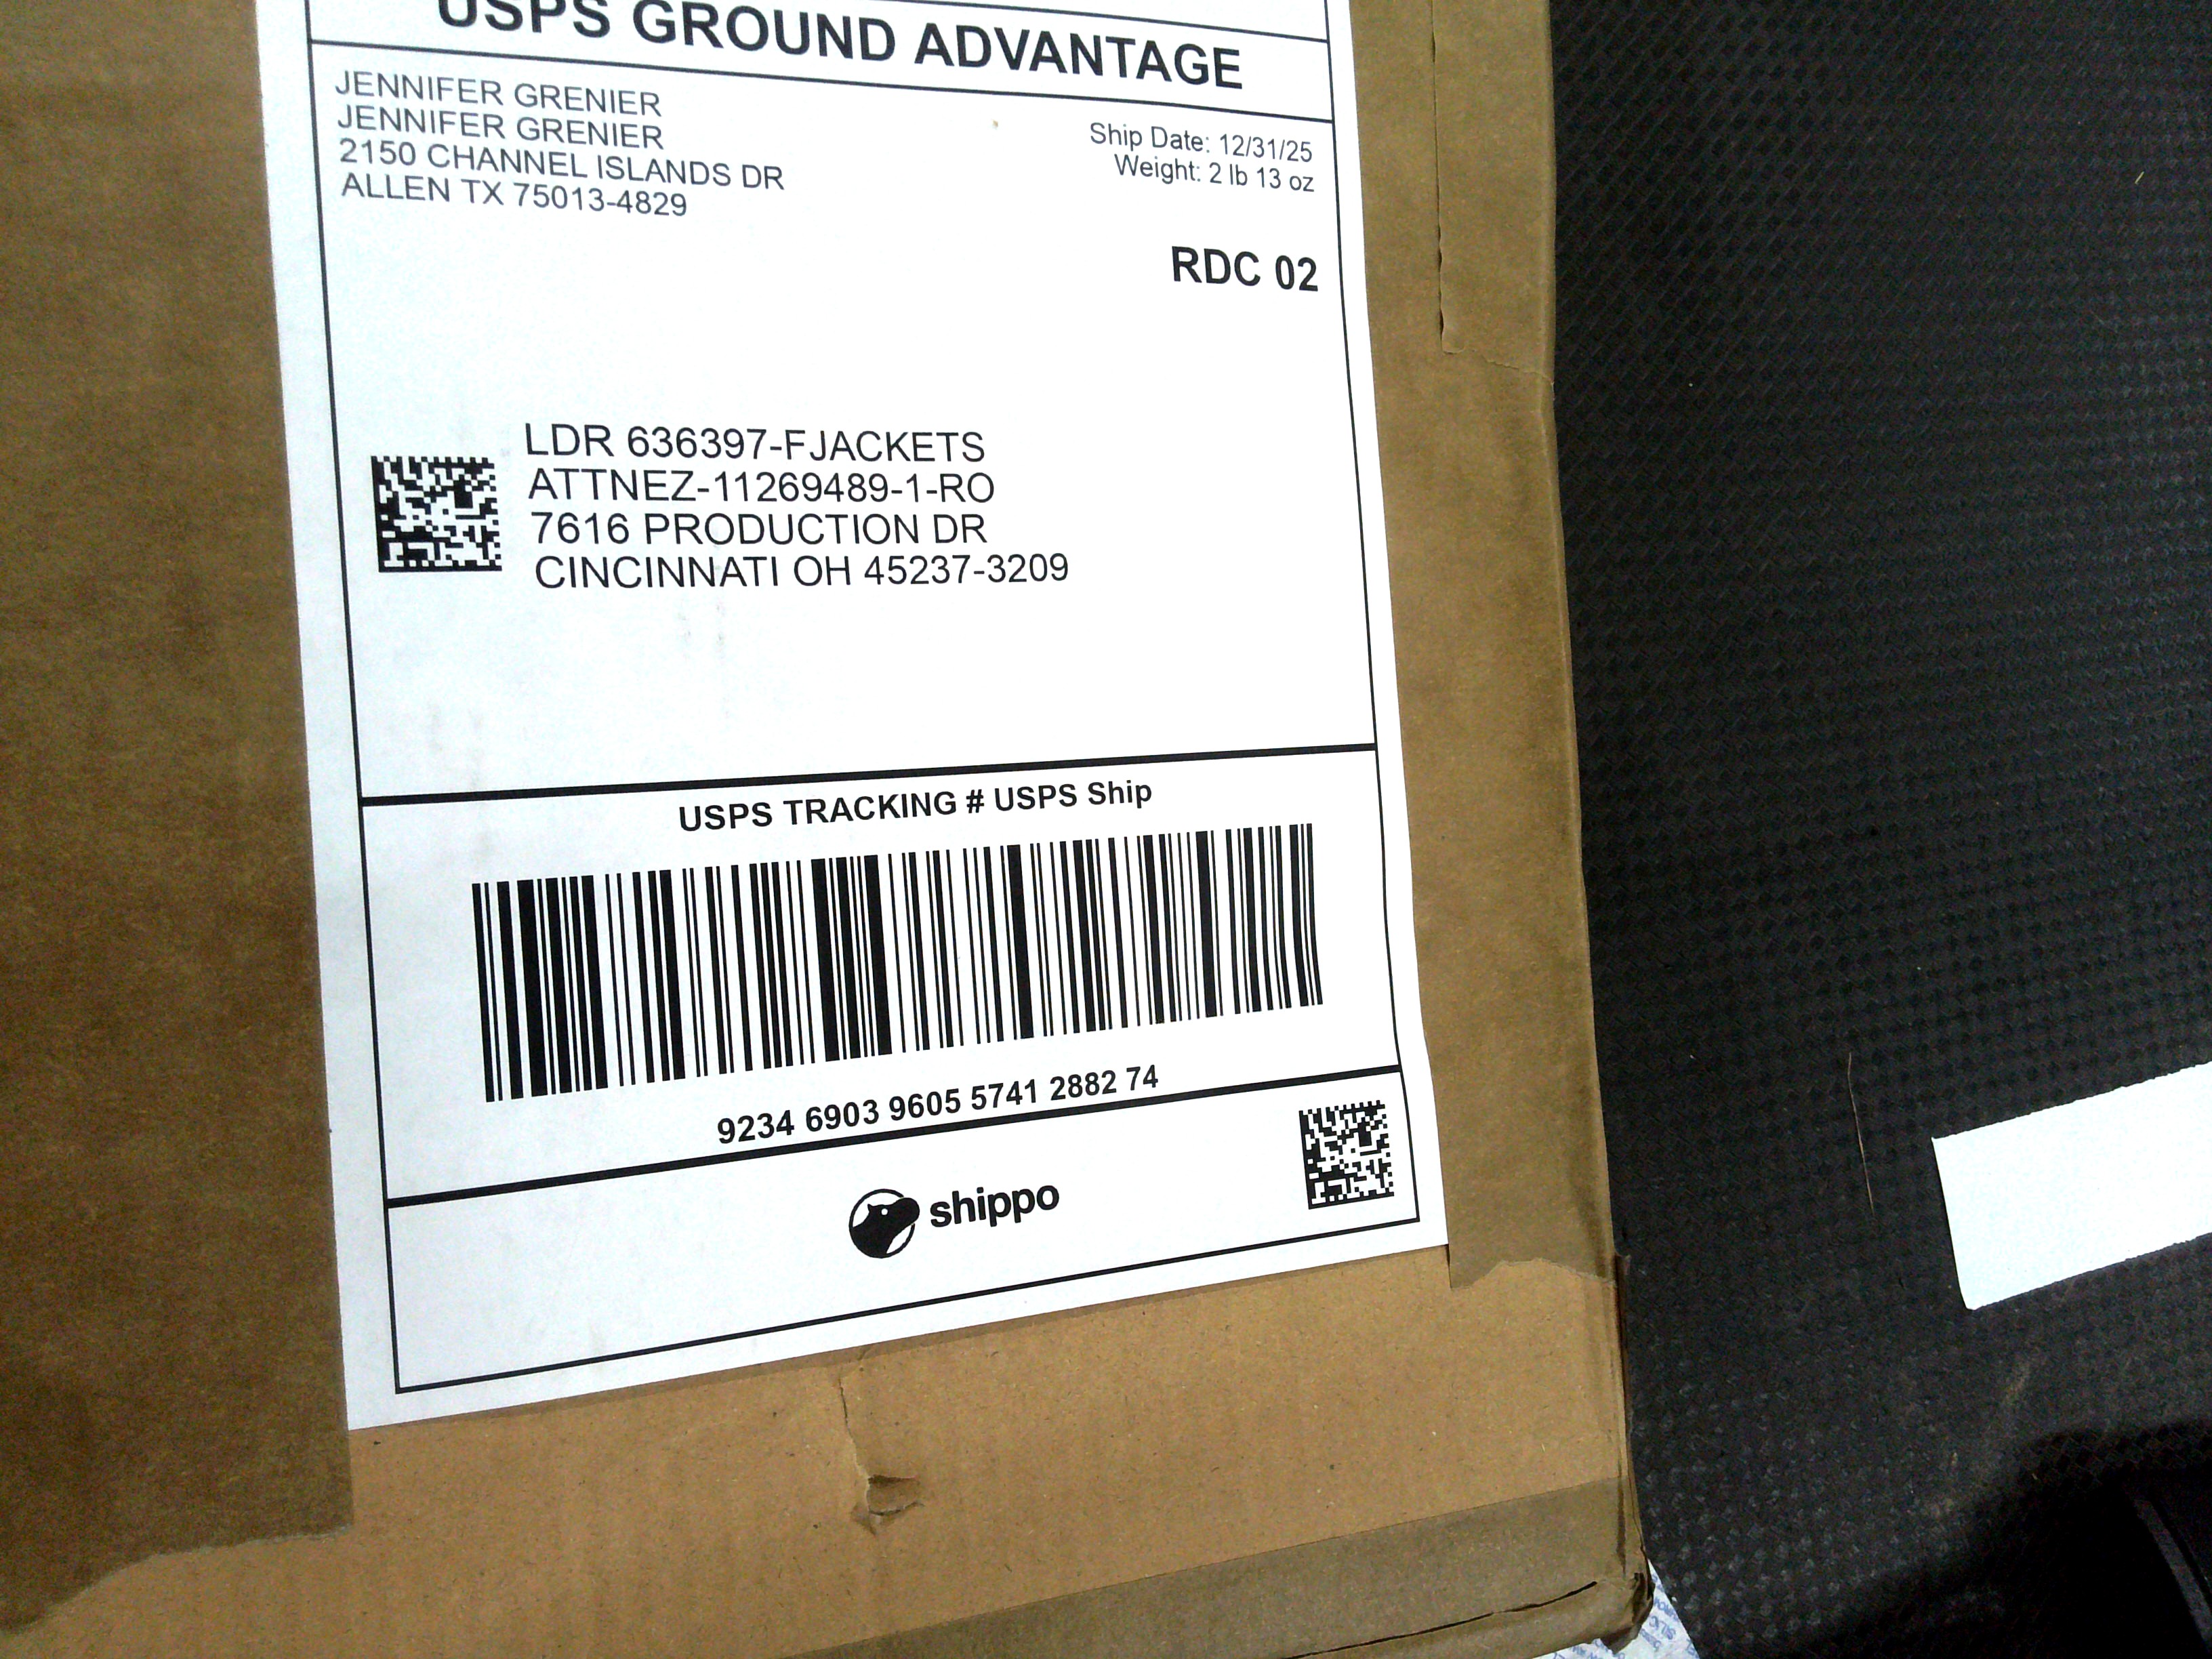 USPS GROUND ADVANTAGE
JENNIFER GRENIER
JENNIFER GRENIER
2150 CHANNEL ISLANDS DR
ALLEN TX 75013-4829
Ship Date: 12/31/25
Weight: 2 lb 13 oz
RDC 02
LDR 636397-FJACKETS
ATTNEZ-11269489-1-RO
7616 PRODUCTION DR
CINCINNATI OH 45237-3209
USPS TRACKING # USPS Ship
9234 6903 9605 5741 2882 74
shippo